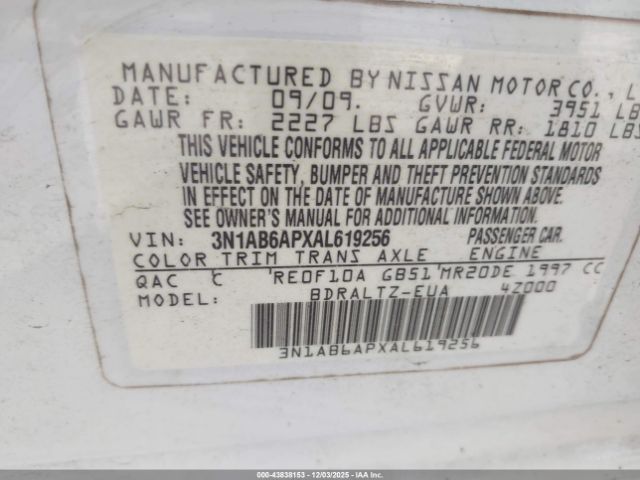 MANUFACTURED BY NISSAN MOTOR CO., L
DATE: 09/09. GVWR: 3951 LB
GAWR FR: 2227 LBS GAWR RR: 1810 LBS
THIS VEHICLE CONFORMS TO ALL APPLICABLE FEDERAL MOTOR
VEHICLE SAFETY, BUMPER AND THEFT PREVENTION STANDARDS
IN EFFECT ON THE DATE OF MANUFACTURE SHOWN ABOVE.
SEE OWNER'S MANUAL FOR ADDITIONAL INFORMATION.
VIN: 3N1AB6APXAL619256 PASSENGER CAR.
COLOR TRIM TRANS AXLE ENGINE
QAC C RE0F10A GB51 MR20DE 1997 CC
MODEL: BDRALTZ-EUA 4Z000
3N1AB6APXAL619256
000-43838153 - 12/03/2025 - IAAI.COM